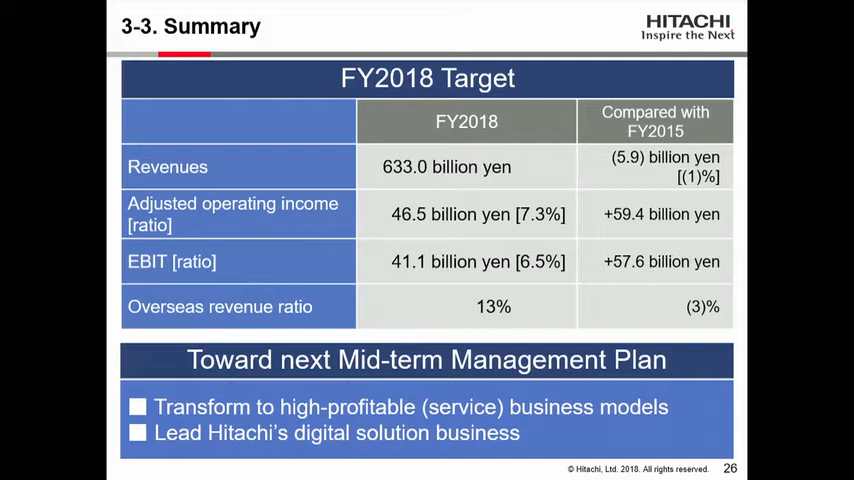 3-3. Summary
HITACHI
Inspire the Next
FY2018 Target
FY2018
Compared with
FY2015
Revenues
633.0 billion yen
(5.9) billion yen
[(1)%]
Adjusted operating income
[ratio]
46.5 billion yen [7.3%]
+59.4 billion yen
EBIT [ratio]
41.1 billion yen [6.5%]
+57.6 billion yen
Overseas revenue ratio
13%
(3)%
Toward next Mid-term Management Plan
Transform to high-profitable (service) business models
Lead Hitachi's digital solution business
© Hitachi, Ltd. 2018. All rights reserved.
26